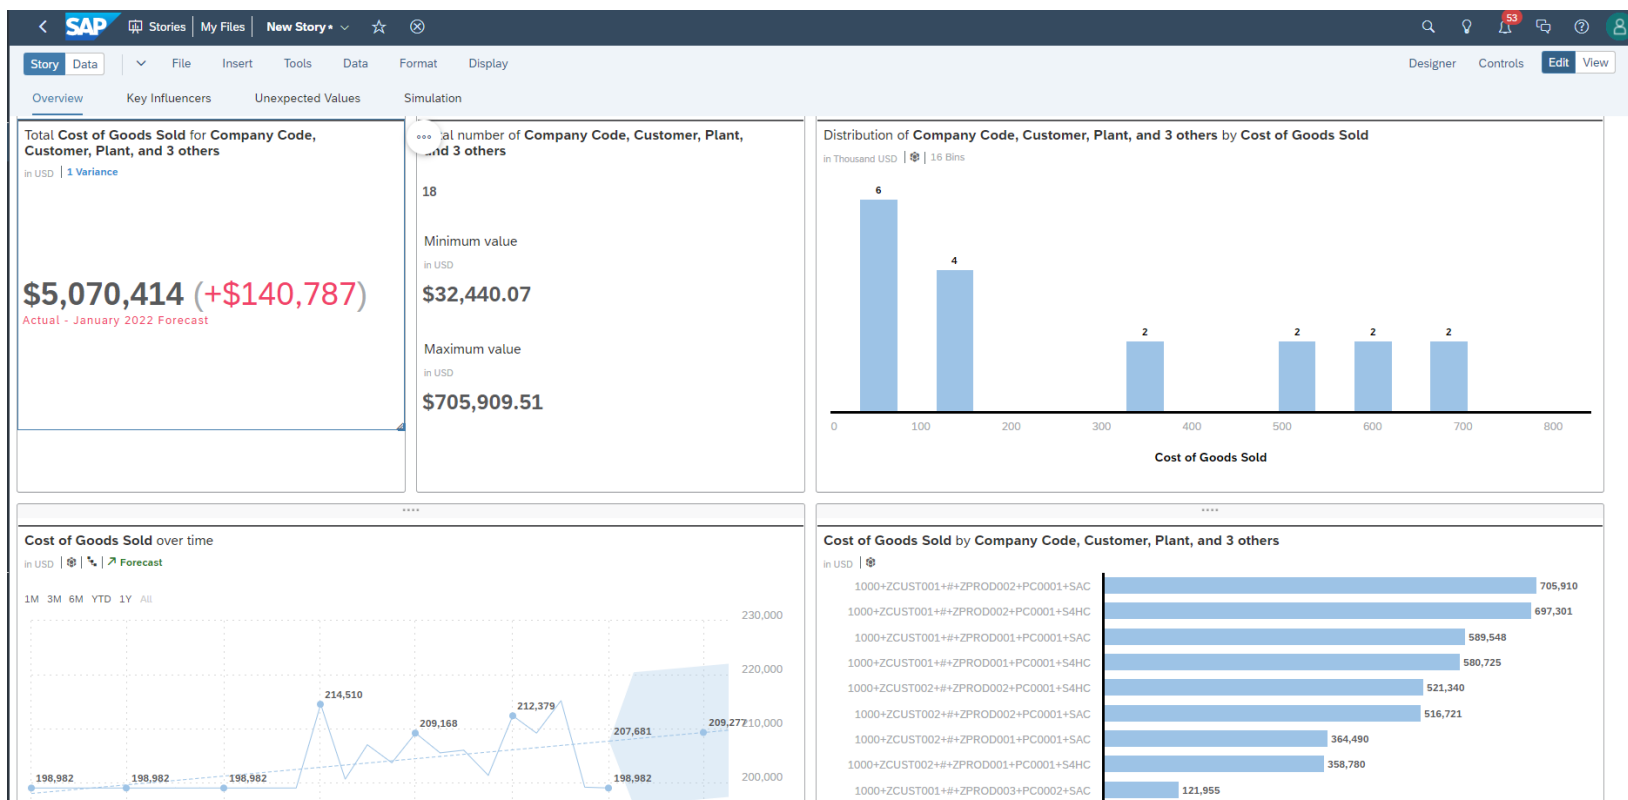 SAP
Stories
My Files
New Story*
53
Story
Data
File
Insert
Tools
Data
Format
Display
Designer
Controls
Edit
View
Overview
Key Influencers
Unexpected Values
Simulation
Total Cost of Goods Sold for Company Code,
Customer, Plant, and 3 others
in USD
1 Variance
$5,070,414 (+$140,787)
Actual - January 2022 Forecast
number of Company Code, Customer, Plant,
and 3 others
18
Minimum value
in USD
$32,440.07
Maximum value
in USD
$705,909.51
Distribution of Company Code, Customer, Plant, and 3 others by Cost of Goods Sold
in Thousand USD
16 Bins
6
4
2
2
2
2
0
100
200
300
400
500
600
700
800
Cost of Goods Sold
Cost of Goods Sold over time
in USD
Forecast
1M 3M 6M YTD 1Y All
230,000
220,000
210,000
200,000
198,982
198,982
198,982
214,510
209,168
212,379
207,681
198,982
209,277
Cost of Goods Sold by Company Code, Customer, Plant, and 3 others
in USD
1000+ZCUST001+#+ZPROD002+PC0001+SAC 705,910
1000+ZCUST001+#+ZPROD002+PC0001+S4HC 697,301
1000+ZCUST001+#+ZPROD001+PC0001+SAC 589,548
1000+ZCUST001+#+ZPROD001+PC0001+S4HC 580,725
1000+ZCUST002+#+ZPROD002+PC0001+S4HC 521,340
1000+ZCUST002+#+ZPROD002+PC0001+SAC 516,721
1000+ZCUST002+#+ZPROD001+PC0001+SAC 364,490
1000+ZCUST002+#+ZPROD001+PC0001+S4HC 358,780
1000+ZCUST001+#+ZPROD003+PC0002+SAC 121,955